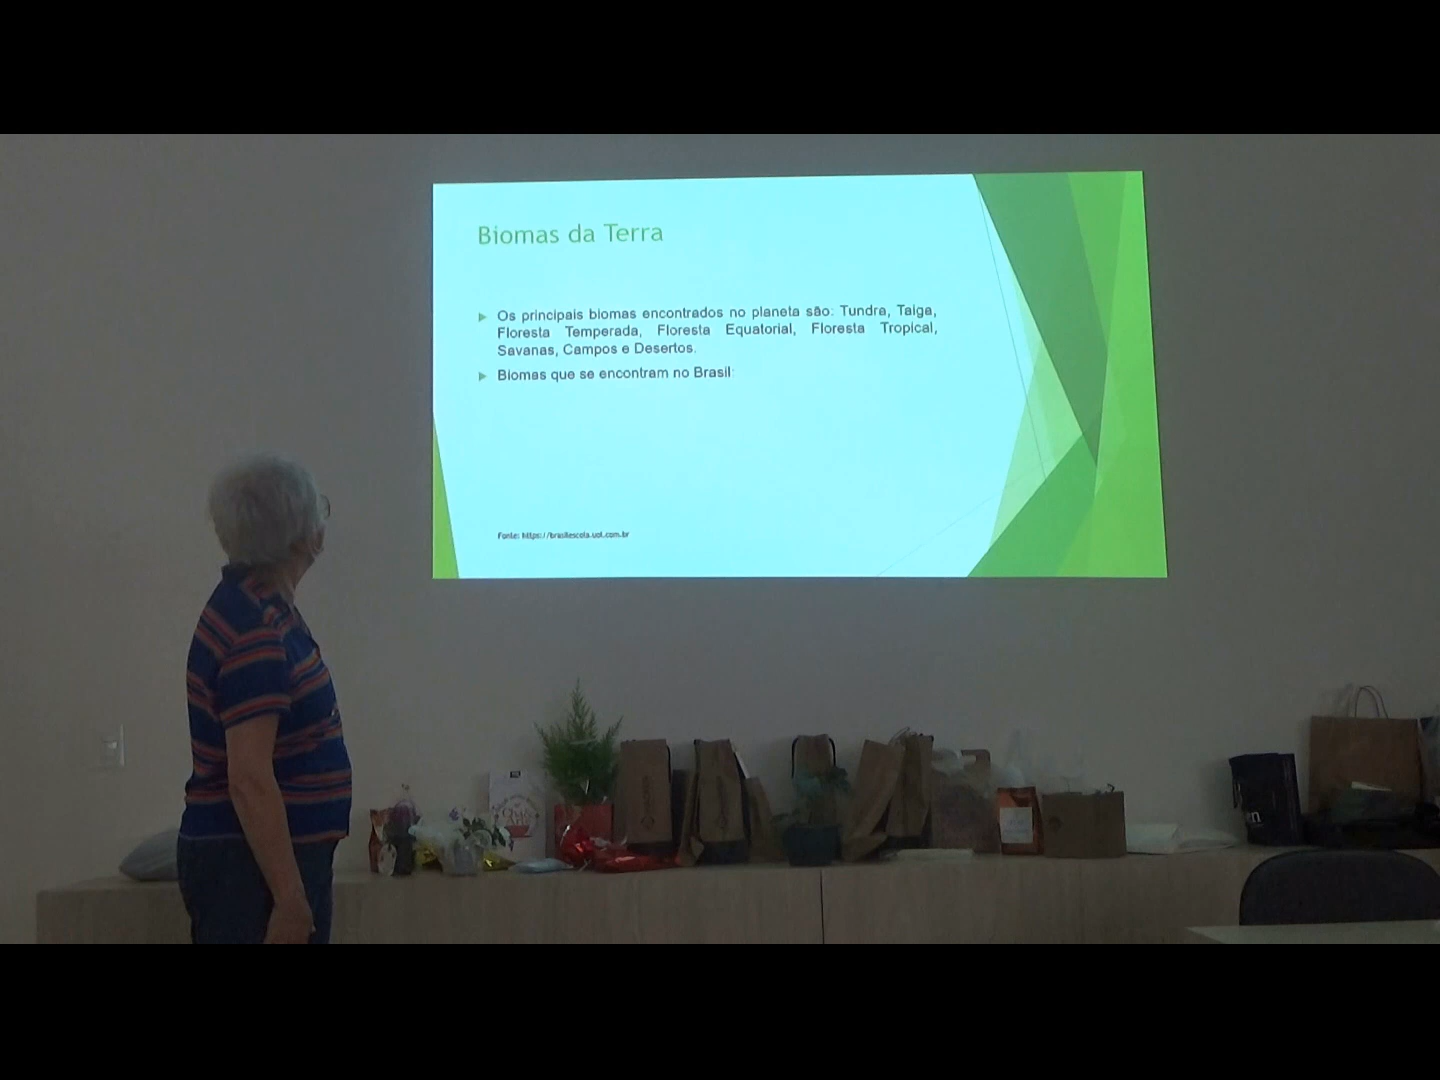 Biomas da Terra
Os principais biomas encontrados no planeta são: Tundra, Taiga,
Floresta Temperada, Floresta Equatorial, Floresta Tropical,
Savanas, Campos e Desertos.
Biomas que se encontram no Brasil:
Fonte: https://brasilescola.uol.com.br